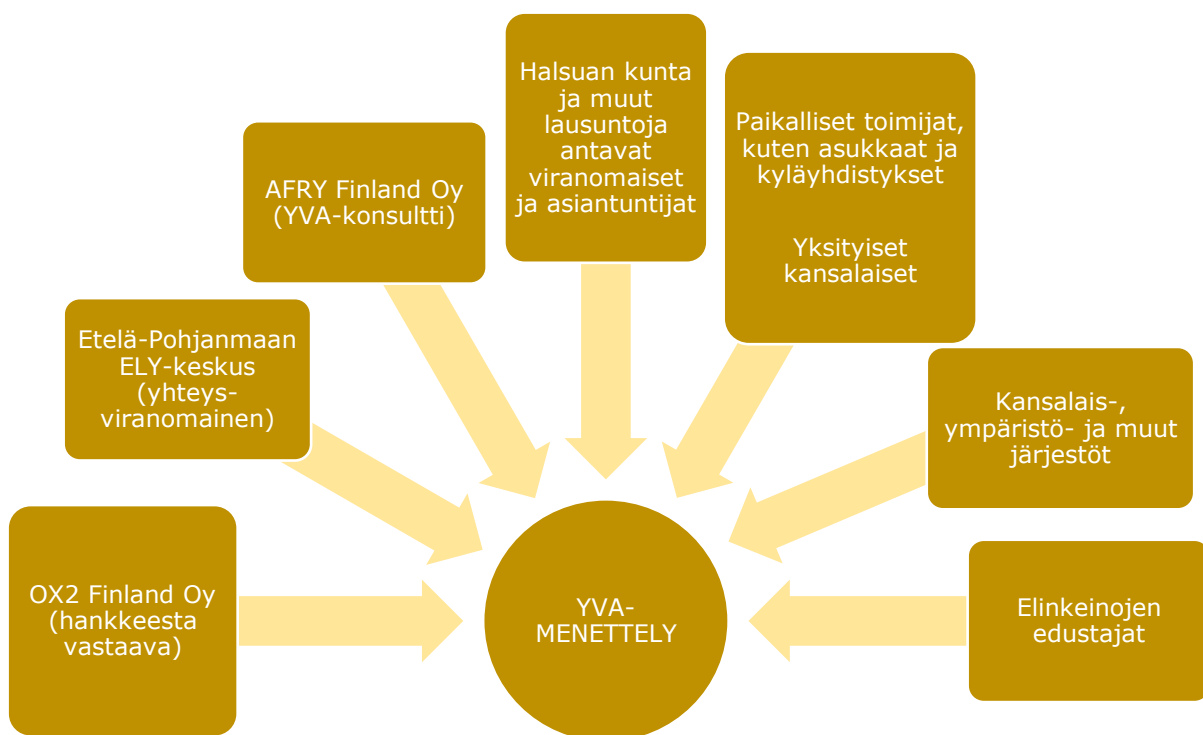 OX2 Finland Oy
(hankkeesta
vastaava)
Etelä-Pohjanmaan
ELY-keskus
(yhteys-
viranomainen)
AFRY Finland Oy
(YVA-konsultti)
Halsuan kunta
ja muut
lausuntoja
antavat
viranomaiset
ja asiantuntijat
Paikalliset toimijat,
kuten asukkaat ja
kyläyhdistykset
Yksityiset
kansalaiset
Kansalais-,
ympäristö- ja muut
järjestöt
Elinkeinojen
edustajat
YVA-
MENETTELY